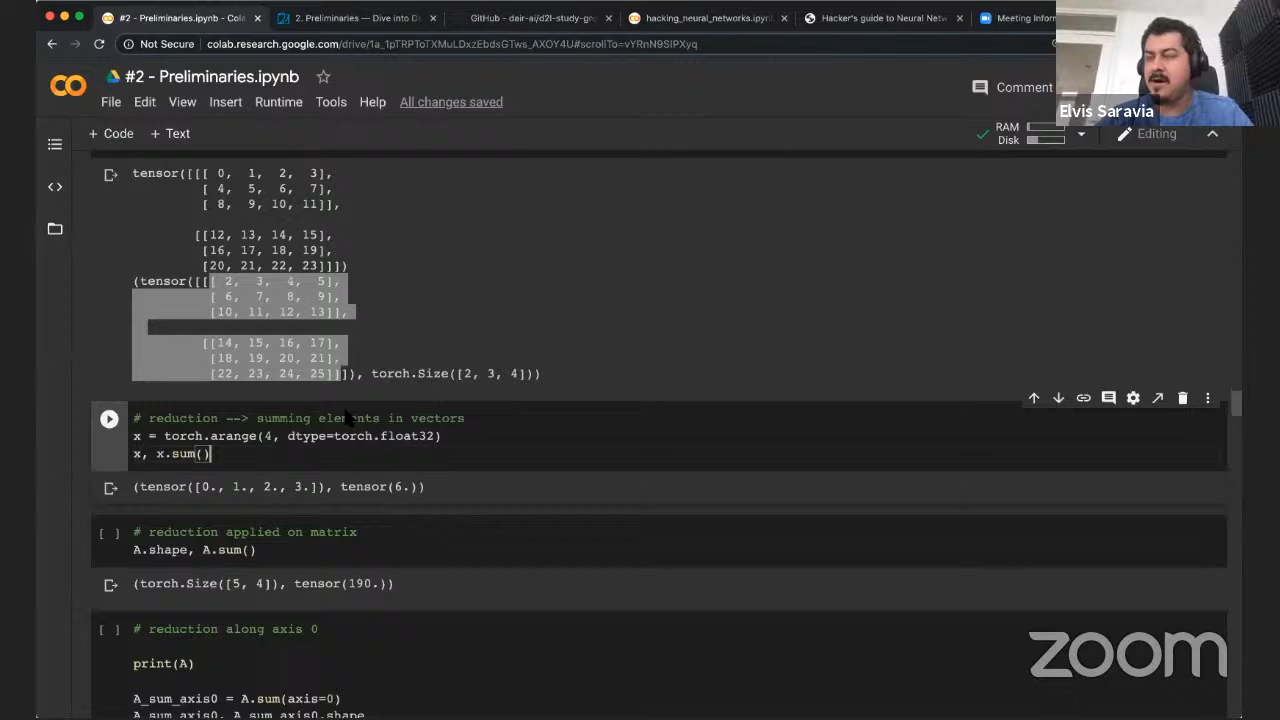 #2 - Preliminaries.ipynb - Cola
2. Preliminaries — Dive into D
GitHub - dair-ai/d2l-study-gro
hacking_neural_networks.ipynt
Hacker's guide to Neural Netw
Meeting Inforn
Not Secure
colab.research.google.com/drive/1a_1pTRPToTXMuLDxzEbdsGTws_AXOY4U#scrollTo=vYRnN9SIPXyq
#2 - Preliminaries.ipynb
File Edit View Insert Runtime Tools Help All changes saved
Comment
Elvis Saravia
+ Code + Text
RAM
Disk
Editing
tensor([[[ 0, 1, 2, 3],
[ 4, 5, 6, 7],
[ 8, 9, 10, 11]],
[[12, 13, 14, 15],
[16, 17, 18, 19],
[20, 21, 22, 23]]])
(tensor([[[ 2, 3, 4, 5],
[ 6, 7, 8, 9],
[10, 11, 12, 13]],
[[14, 15, 16, 17],
[18, 19, 20, 21],
[22, 23, 24, 25]]]), torch.Size([2, 3, 4]))
# reduction --> summing elements in vectors
x = torch.arange(4, dtype=torch.float32)
x, x.sum()
(tensor([0., 1., 2., 3.]), tensor(6.))
[ ] # reduction applied on matrix
A.shape, A.sum()
(torch.Size([5, 4]), tensor(190.))
[ ] # reduction along axis 0
print(A)
A_sum_axis0 = A.sum(axis=0)
A_sum_axis0, A_sum_axis0.shape
zoom